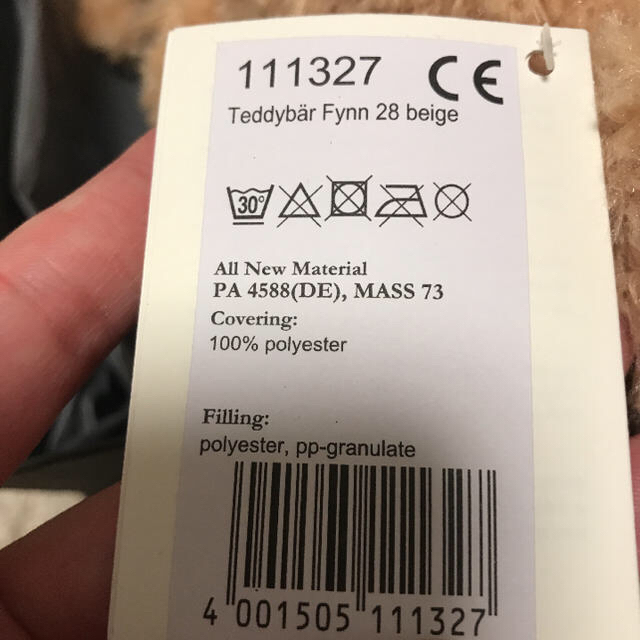 111327 CE
Teddybär Fynn 28 beige
30°
All New Material
PA 4588(DE), MASS 73
Covering:
100% polyester
Filling:
polyester, pp-granulate
4 001505 111327